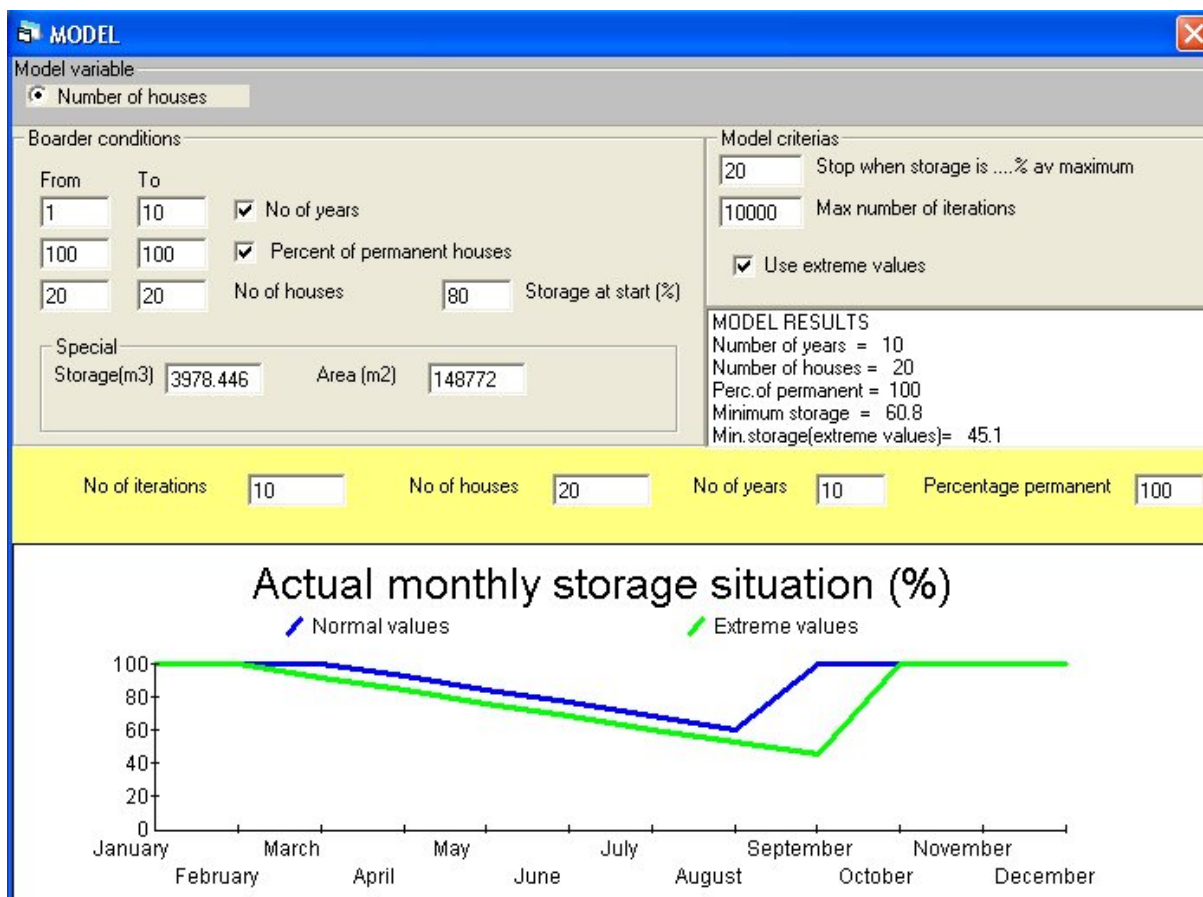 MODEL
Model variable
Number of houses
Boarder conditions
From To
1 10 No of years
100 100 Percent of permanent houses
20 20 No of houses 80 Storage at start (%)
Special
Storage(m3) 3978.446 Area (m2) 148772
Model criterias
20 Stop when storage is ....% av maximum
10000 Max number of iterations
Use extreme values
MODEL RESULTS
Number of years = 10
Number of houses = 20
Perc.of permanent = 100
Minimum storage = 60.8
Min.storage(extreme values)= 45.1
No of iterations 10 No of houses 20 No of years 10 Percentage permanent 100
Actual monthly storage situation (%)
Normal values Extreme values
100
80
60
40
20
0
January March May July September November
February April June August October December